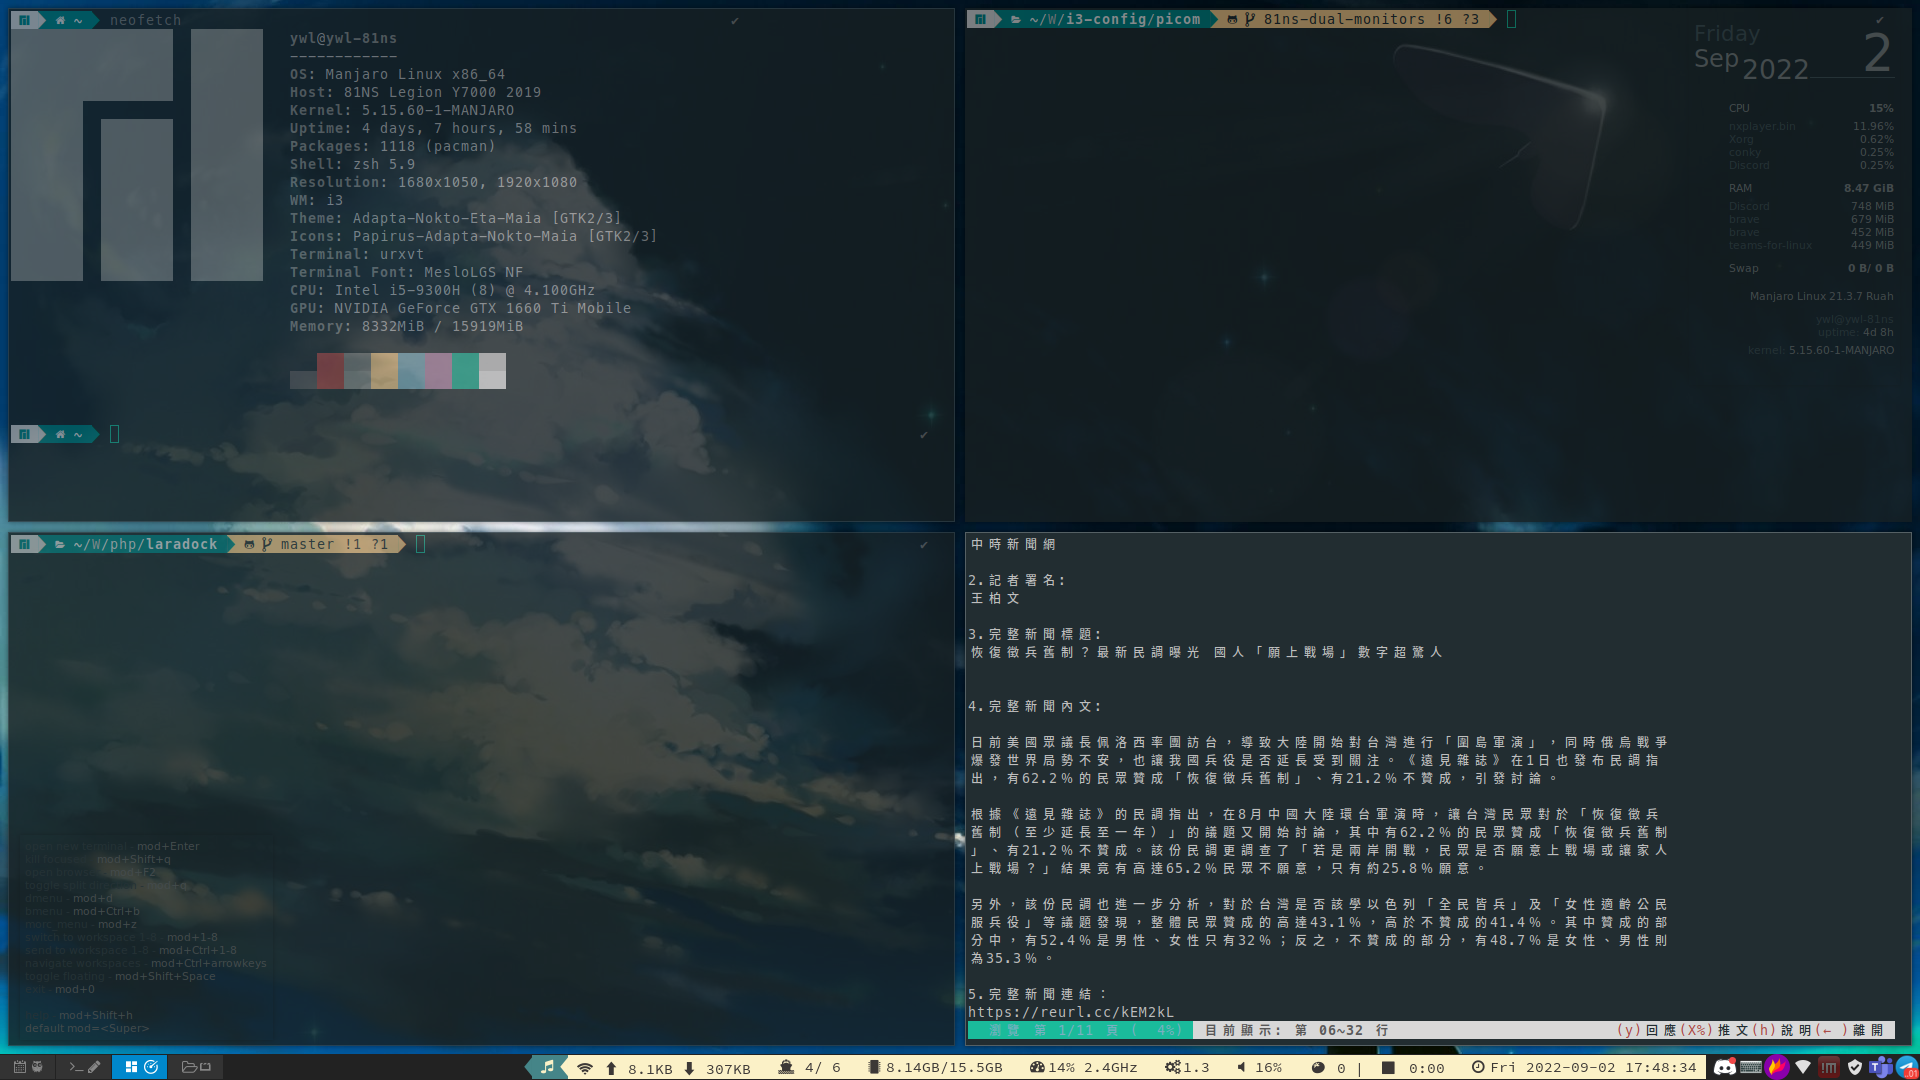 ~ neofetch
ywl@ywl-81ns
------------
OS: Manjaro Linux x86_64
Host: 81NS Legion Y7000 2019
Kernel: 5.15.60-1-MANJARO
Uptime: 4 days, 7 hours, 58 mins
Packages: 1118 (pacman)
Shell: zsh 5.9
Resolution: 1680x1050, 1920x1080
WM: i3
Theme: Adapta-Nokto-Eta-Maia [GTK2/3]
Icons: Papirus-Adapta-Nokto-Maia [GTK2/3]
Terminal: urxvt
Terminal Font: MesloLGS NF
CPU: Intel i5-9300H (8) @ 4.100GHz
GPU: NVIDIA GeForce GTX 1660 Ti Mobile
Memory: 8332MiB / 15919MiB
~
~/W/i3-config/picom 81ns-dual-monitors !6 ?3
Friday
Sep 2022 2
CPU 15%
nxplayer.bin 11.96%
Xorg 0.62%
conky 0.25%
Discord 0.25%
RAM 8.47 GiB
Discord 748 MiB
brave 679 MiB
brave 452 MiB
teams-for-linux 449 MiB
Swap 0 B/ 0 B
Manjaro Linux 21.3.7 Ruah
ywl@ywl-81ns
uptime: 4d 8h
kernel: 5.15.60-1-MANJARO
~/W/php/laradock master !1 ?1
open new terminal - mod+Enter
kill focused - mod+Shift+q
open browser - mod+F2
mod+q
dmenu - mod+d
bmenu - mod+Ctrl+b
morc_menu - mod+z
switch to workspace 1-8 - mod+1-8
send to workspace 1-8 - mod+Ctrl+1-8
navigate workspaces - mod+Ctrl+arrowkeys
toggle floating - mod+Shift+Space
exit - mod+0
mod+Shift+h
default mod=<Super>
中時新聞網
2.記者署名:
王柏文
3.完整新聞標題:
恢復徵兵舊制？最新民調曝光 國人「願上戰場」數字超驚人
4.完整新聞內文:
日前美國眾議長佩洛西率團訪台，導致大陸開始對台灣進行「圍島軍演」，同時俄烏戰爭
爆發世界局勢不安，也讓我國兵役是否延長受到關注。《遠見雜誌》在1日也發布民調指
出，有62.2％的民眾贊成「恢復徵兵舊制」、有21.2％不贊成，引發討論。
根據《遠見雜誌》的民調指出，在8月中國大陸環台軍演時，讓台灣民眾對於「恢復徵兵
舊制（至少延長至一年）」的議題又開始討論，其中有62.2％的民眾贊成「恢復徵兵舊制
」、有21.2％不贊成。該份民調更調查了「若是兩岸開戰，民眾是否願意上戰場或讓家人
上戰場？」結果竟有高達65.2％民眾不願意，只有約25.8％願意。
另外，該份民調也進一步分析，對於台灣是否該學以色列「全民皆兵」及「女性適齡公民
服兵役」等議題發現，整體民眾贊成的高達43.1％，高於不贊成的41.4％。其中贊成的部
分中，有52.4％是男性、女性只有32％；反之，不贊成的部分，有48.7％是女性、男性則
為35.3％。
5.完整新聞連結：
https://reurl.cc/kEM2kL
瀏覽 第 1/11 頁 ( 4%) 目前顯示: 第 06~32 行 (y)回應(X%)推文(h)說明(← )離開
8.1KB 307KB 4/ 6 8.14GB/15.5GB 14% 2.4GHz 1.3 16% 0 | 0:00 Fri 2022-09-02 17:48:34